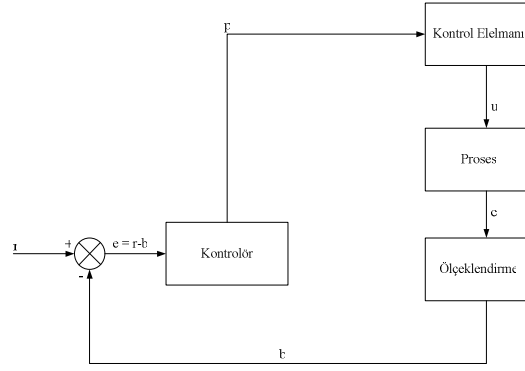 p
Kontrol Elelmanı
u
Proses
c
r
+
e = r-b
-
Kontrolör
Ölçeklendirme
b